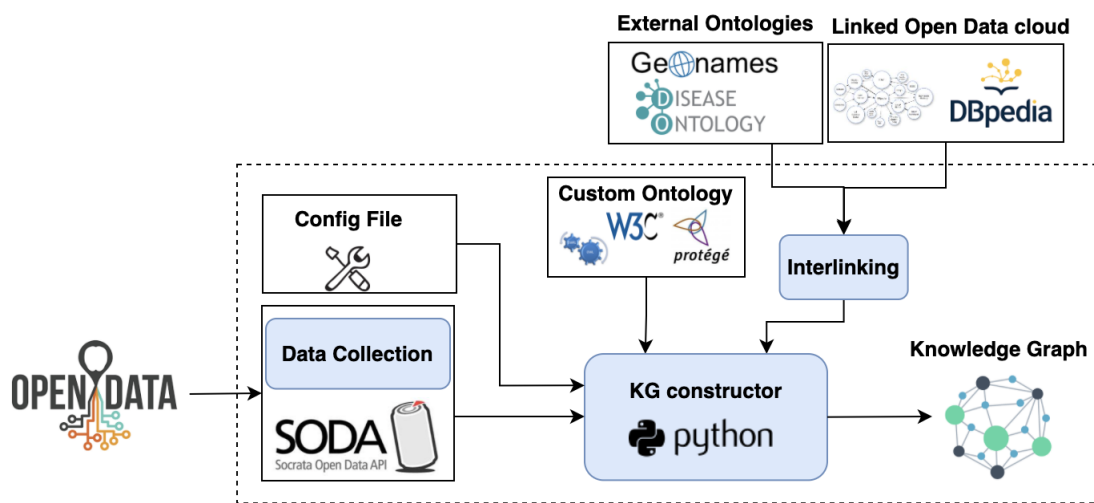 External Ontologies
Linked Open Data cloud
Geonames
DISEASE
ONTOLOGY
DBpedia
Custom Ontology
W3C®
protégé
Config File
Interlinking
Data Collection
OPEN DATA
SODA
Socrata Open Data API
KG constructor
python
Knowledge Graph